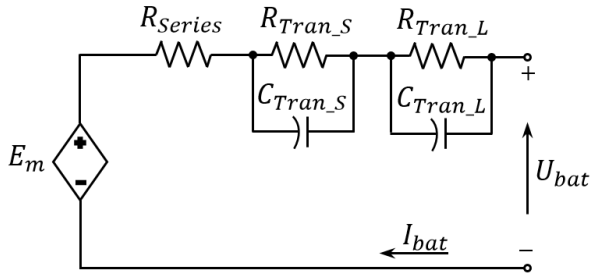 R_Series R_Tran_S R_Tran_L
+
C_Tran_S C_Tran_L
E_m + - U_bat
I_bat −